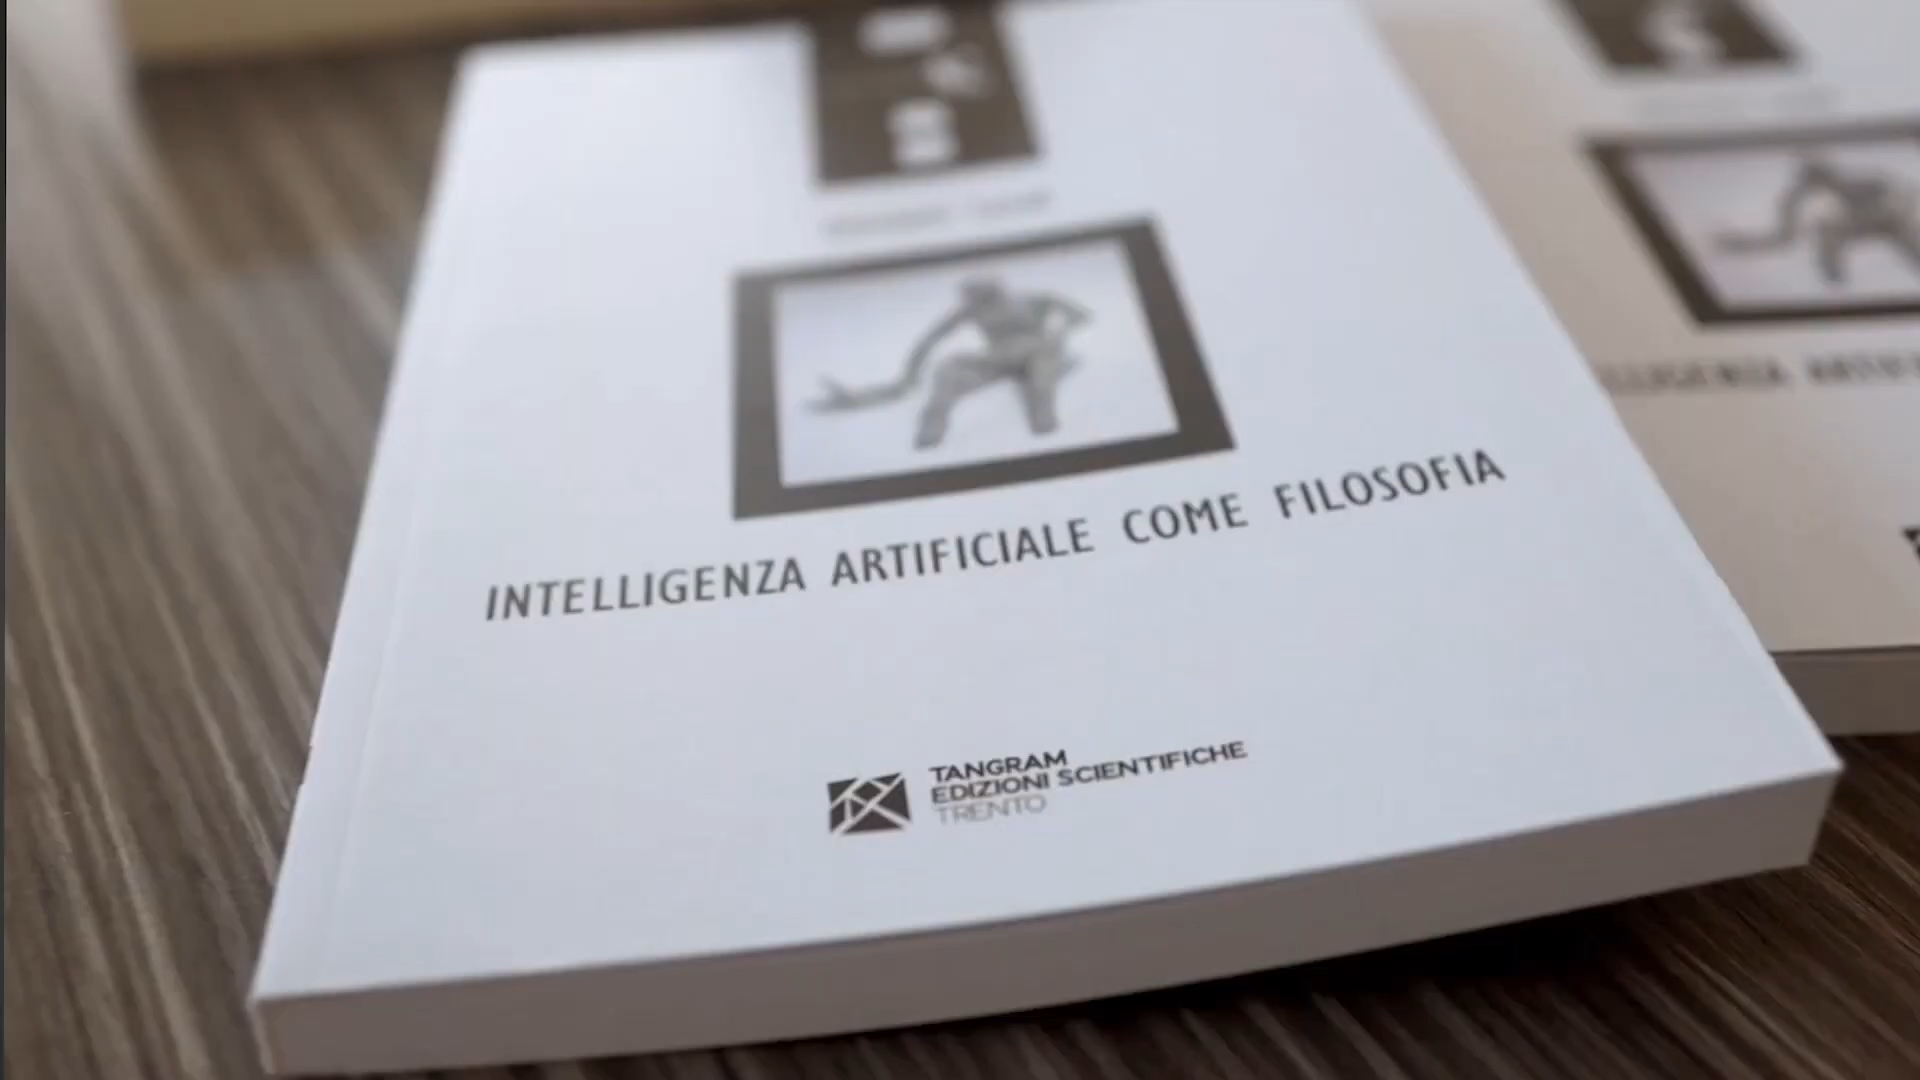 INTELLIGENZA ARTIFICIALE COME FILOSOFIA
TANGRAM
EDIZIONI SCIENTIFICHE
TRENTO